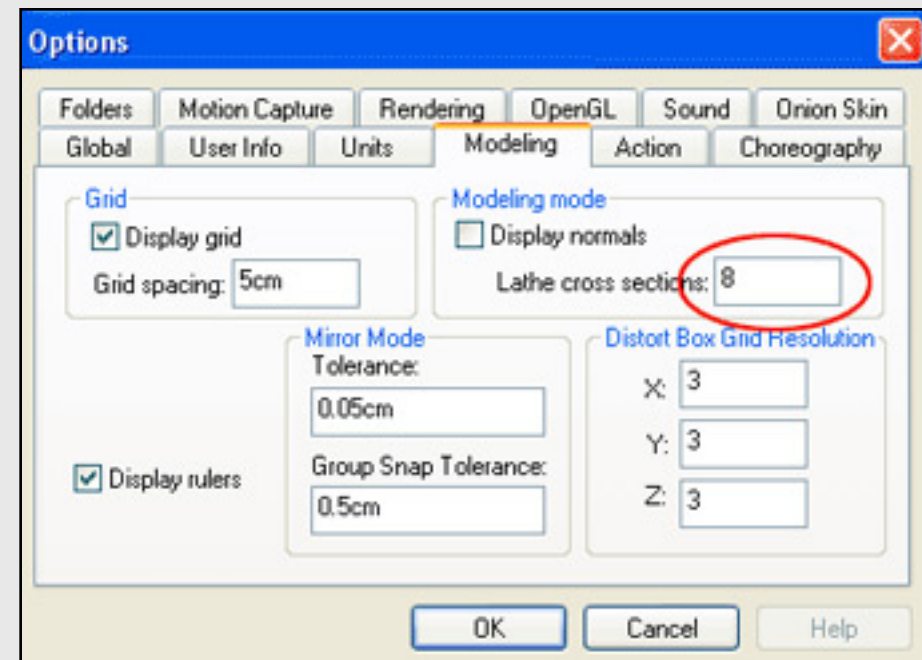 Options
Folders Motion Capture Rendering OpenGL Sound Onion Skin
Global User Info Units Modeling Action Choreography
Grid
Display grid
Grid spacing: 5cm
Modeling mode
Display normals
Lathe cross sections: 8
Display rulers
Mirror Mode
Tolerance:
0.05cm
Group Snap Tolerance:
0.5cm
Distort Box Grid Resolution
X: 3
Y: 3
Z: 3
OK Cancel Help